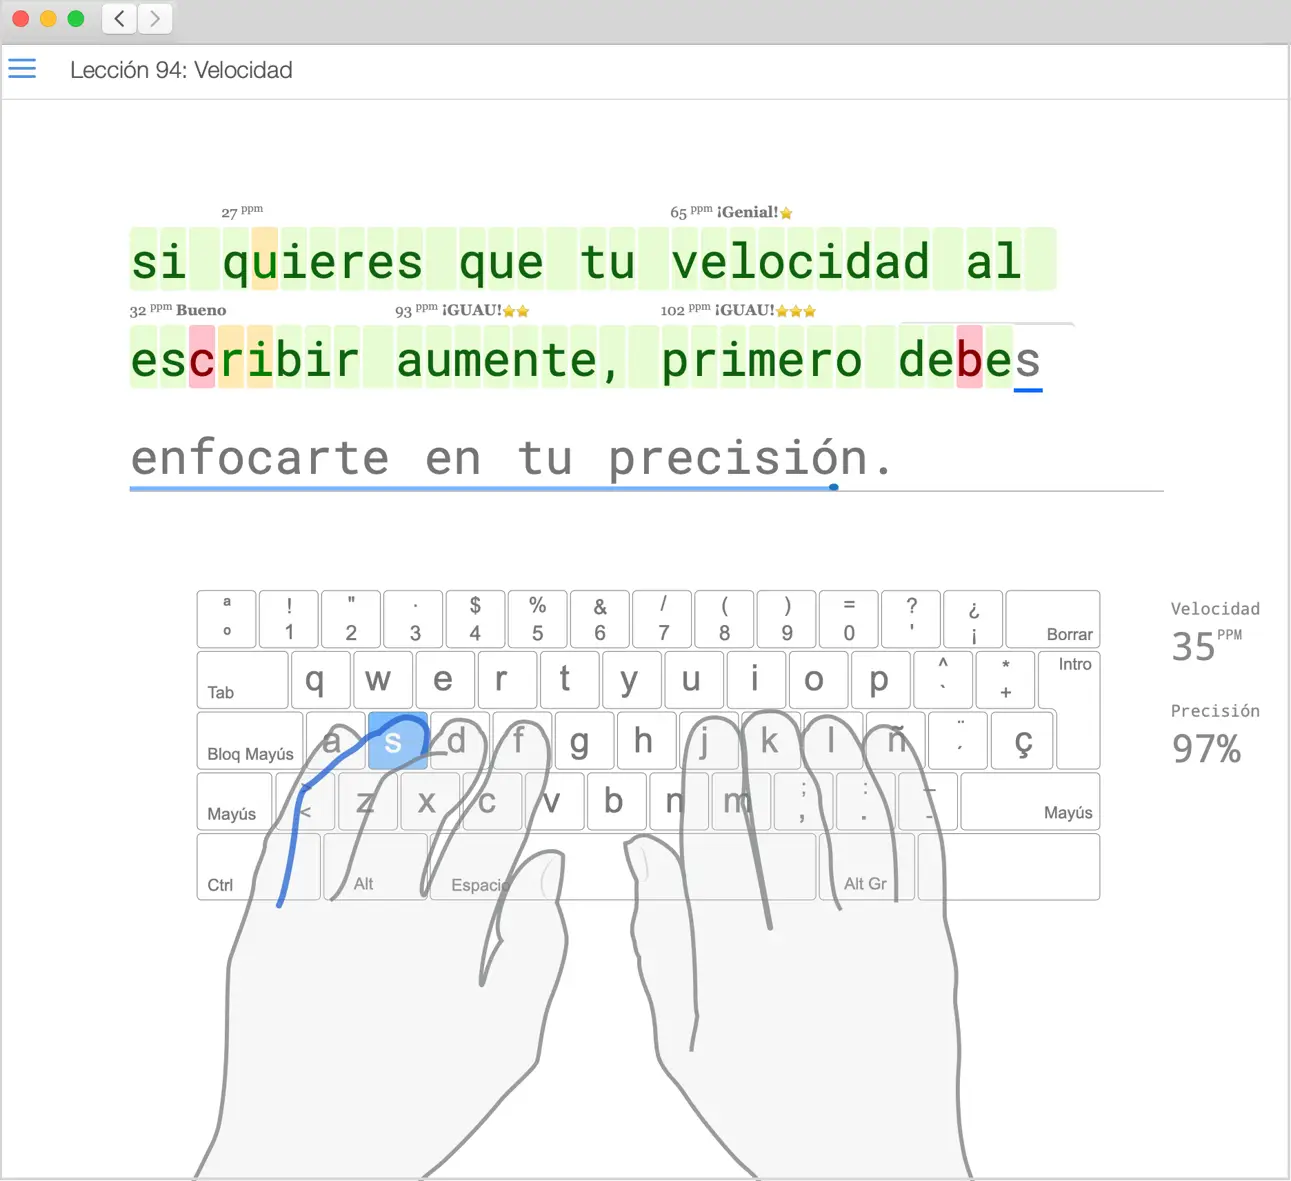 Lección 94: Velocidad
27 ppm 65 ppm ¡Genial!⭐
si quieres que tu velocidad al
32 ppm Bueno 93 ppm ¡GUAU!⭐⭐ 102 ppm ¡GUAU!⭐⭐⭐
escribir aumente, primero debes
enfocarte en tu precisión.
ª ! " · $ % & / ( ) = ? ¿
º 1 2 3 4 5 6 7 8 9 0 ' ¡ Borrar
Tab q w e r t y u i o p ^ ` * + Intro
Bloq Mayús a s d f g h j k l ñ ¨ ´ ç
Mayús < z x c v b n m ; , : . _ - Mayús
Ctrl Alt Espacio Alt Gr
Velocidad
35 PPM
Precisión
97%